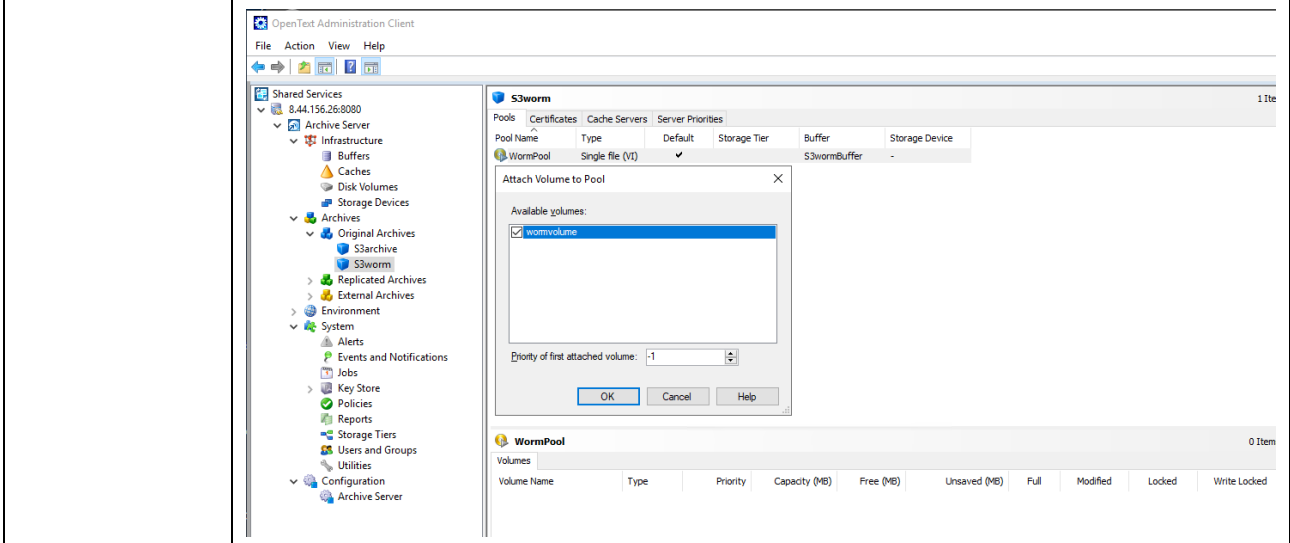 OpenText Administration Client
File Action View Help
Shared Services
8.44.156.26:8080
Archive Server
Infrastructure
Buffers
Caches
Disk Volumes
Storage Devices
Archives
Original Archives
S3archive
S3worm
Replicated Archives
External Archives
Environment
System
Alerts
Events and Notifications
Jobs
Key Store
Policies
Reports
Storage Tiers
Users and Groups
Utilities
Configuration
Archive Server
S3worm 1 Ite
Pools Certificates Cache Servers Server Priorities
Pool Name Type Default Storage Tier Buffer Storage Device
WormPool Single file (VI) ✔ S3wormBuffer -
Attach Volume to Pool
Available volumes:
wormvolume
Priority of first attached volume: -1
OK Cancel Help
WormPool 0 Item
Volumes
Volume Name Type Priority Capacity (MB) Free (MB) Unsaved (MB) Full Modified Locked Write Locked